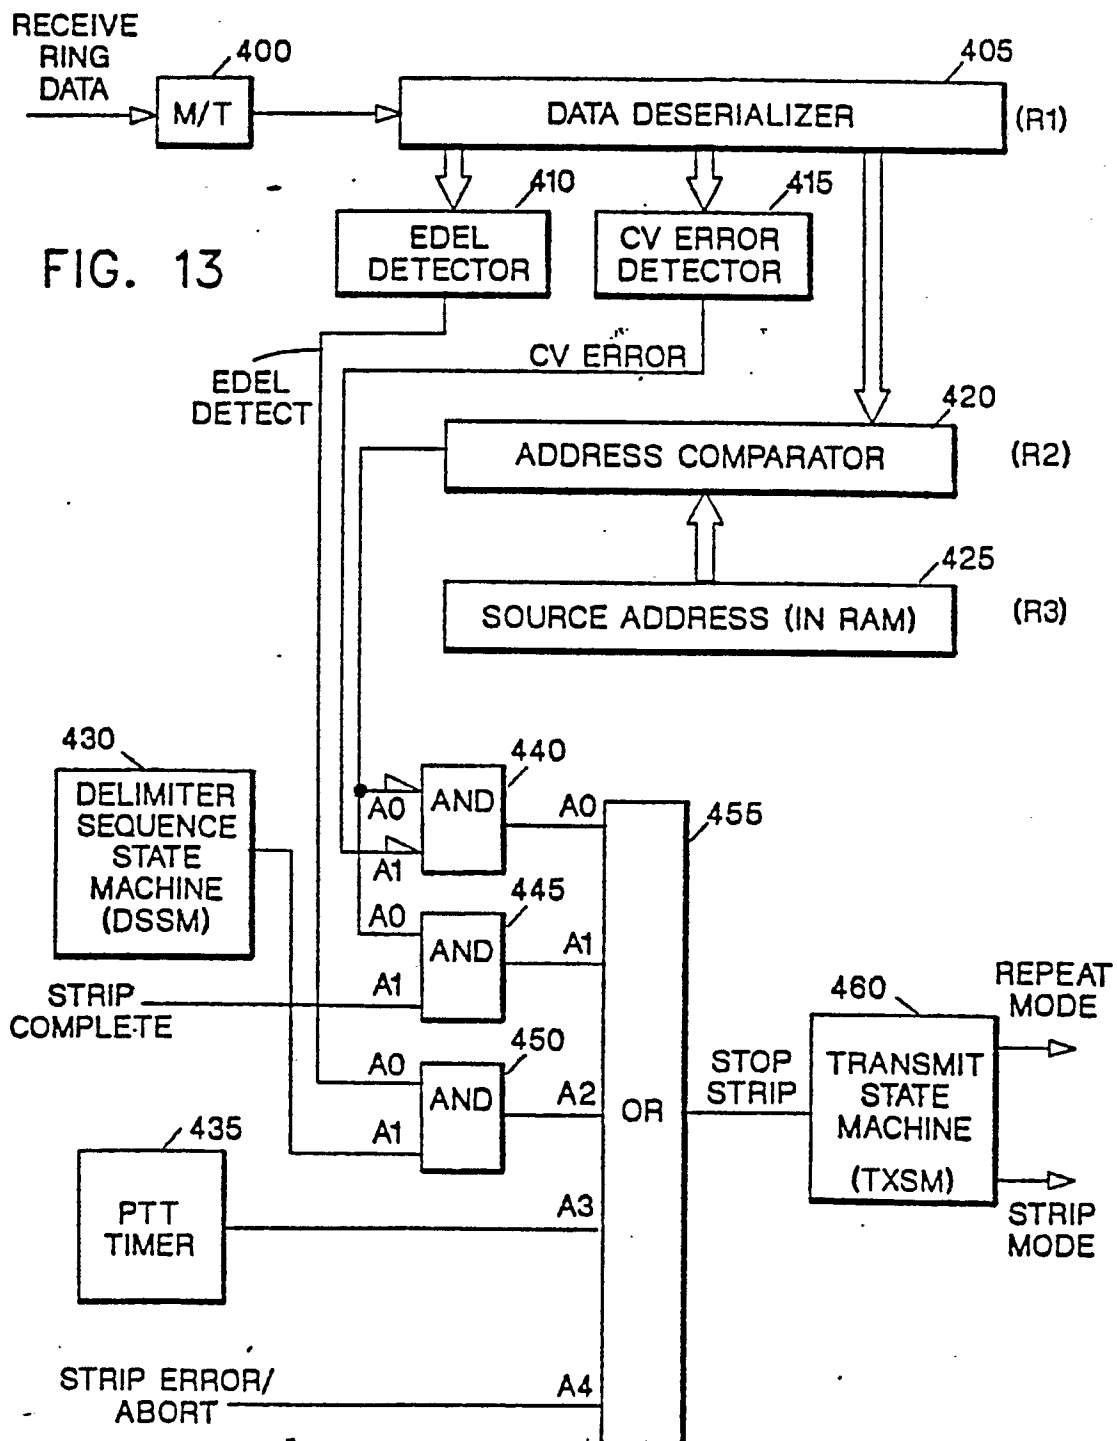 RECEIVE
RING
DATA
400
M/T
405
DATA DESERIALIZER
(R1)
410
EDEL
DETECTOR
415
CV ERROR
DETECTOR
FIG. 13
CV ERROR
EDEL
DETECT
420
ADDRESS COMPARATOR
(R2)
425
SOURCE ADDRESS (IN RAM)
(R3)
430
DELIMITER
SEQUENCE
STATE
MACHINE
(DSSM)
440
A0
AND
A0
A1
455
445
A0
AND
A1
A1
STRIP
COMPLETE
450
A0
AND
A2
A1
OR
STOP
STRIP
460
TRANSMIT
STATE
MACHINE
(TXSM)
REPEAT
MODE
STRIP
MODE
435
PTT
TIMER
A3
STRIP ERROR/
ABORT
A4